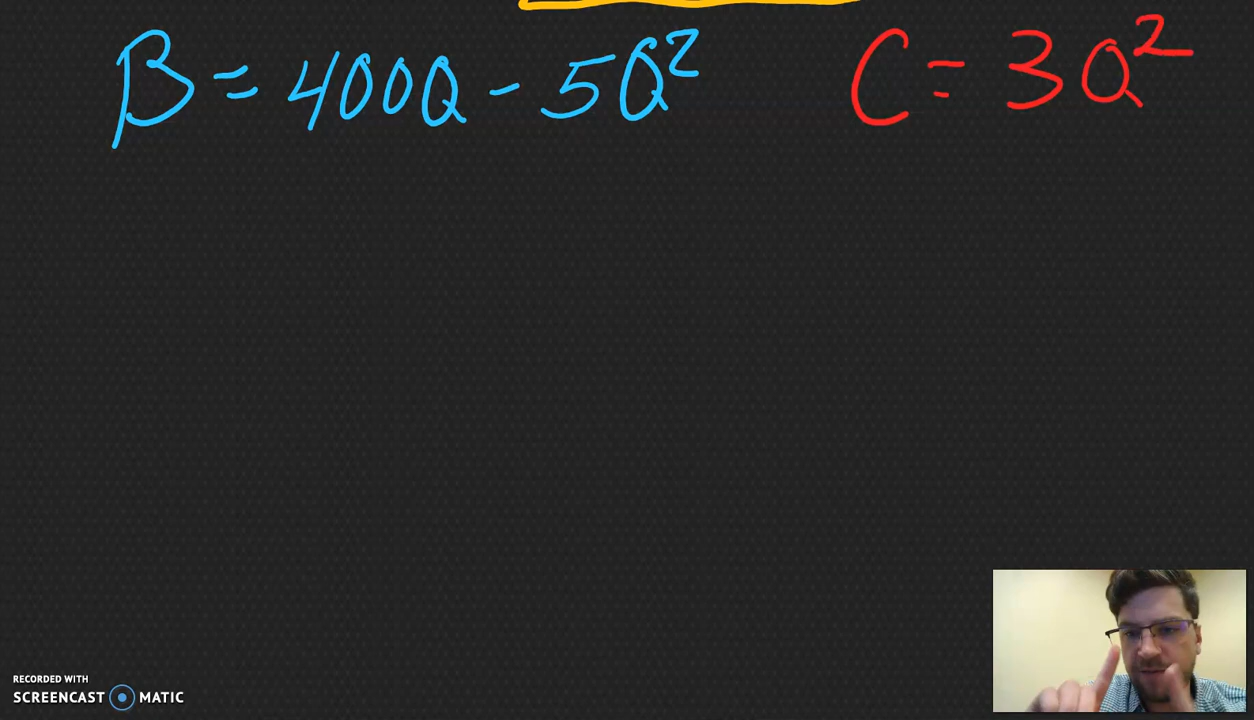 B = 400Q - 5Q² C = 3Q²
RECORDED WITH
SCREENCAST MATIC